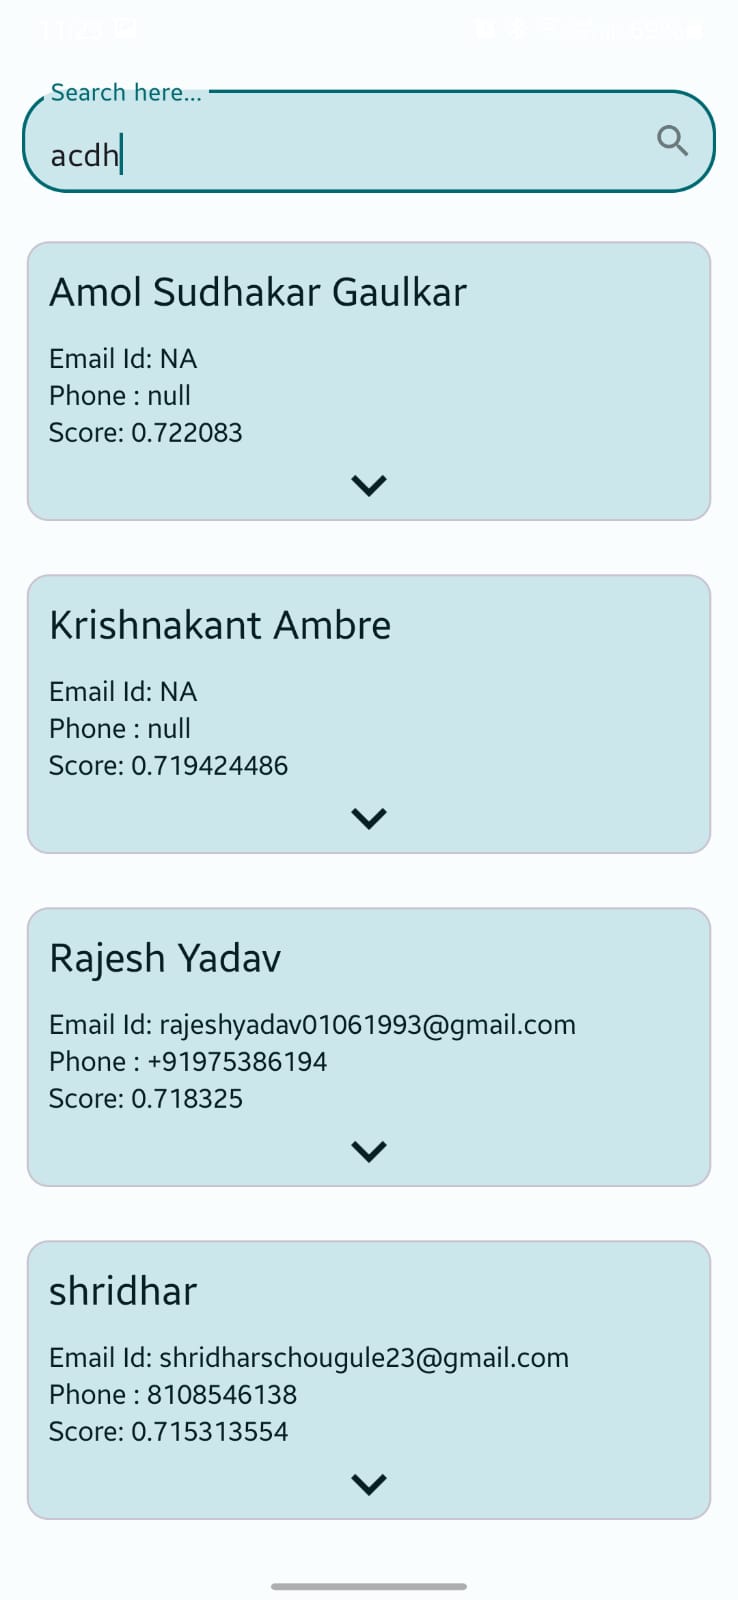 Search here...
acdh
Amol Sudhakar Gaulkar
Email Id: NA
Phone : null
Score: 0.722083
Krishnakant Ambre
Email Id: NA
Phone : null
Score: 0.719424486
Rajesh Yadav
Email Id: rajeshyadav01061993@gmail.com
Phone : +91975386194
Score: 0.718325
shridhar
Email Id: shridharschougule23@gmail.com
Phone : 8108546138
Score: 0.715313554